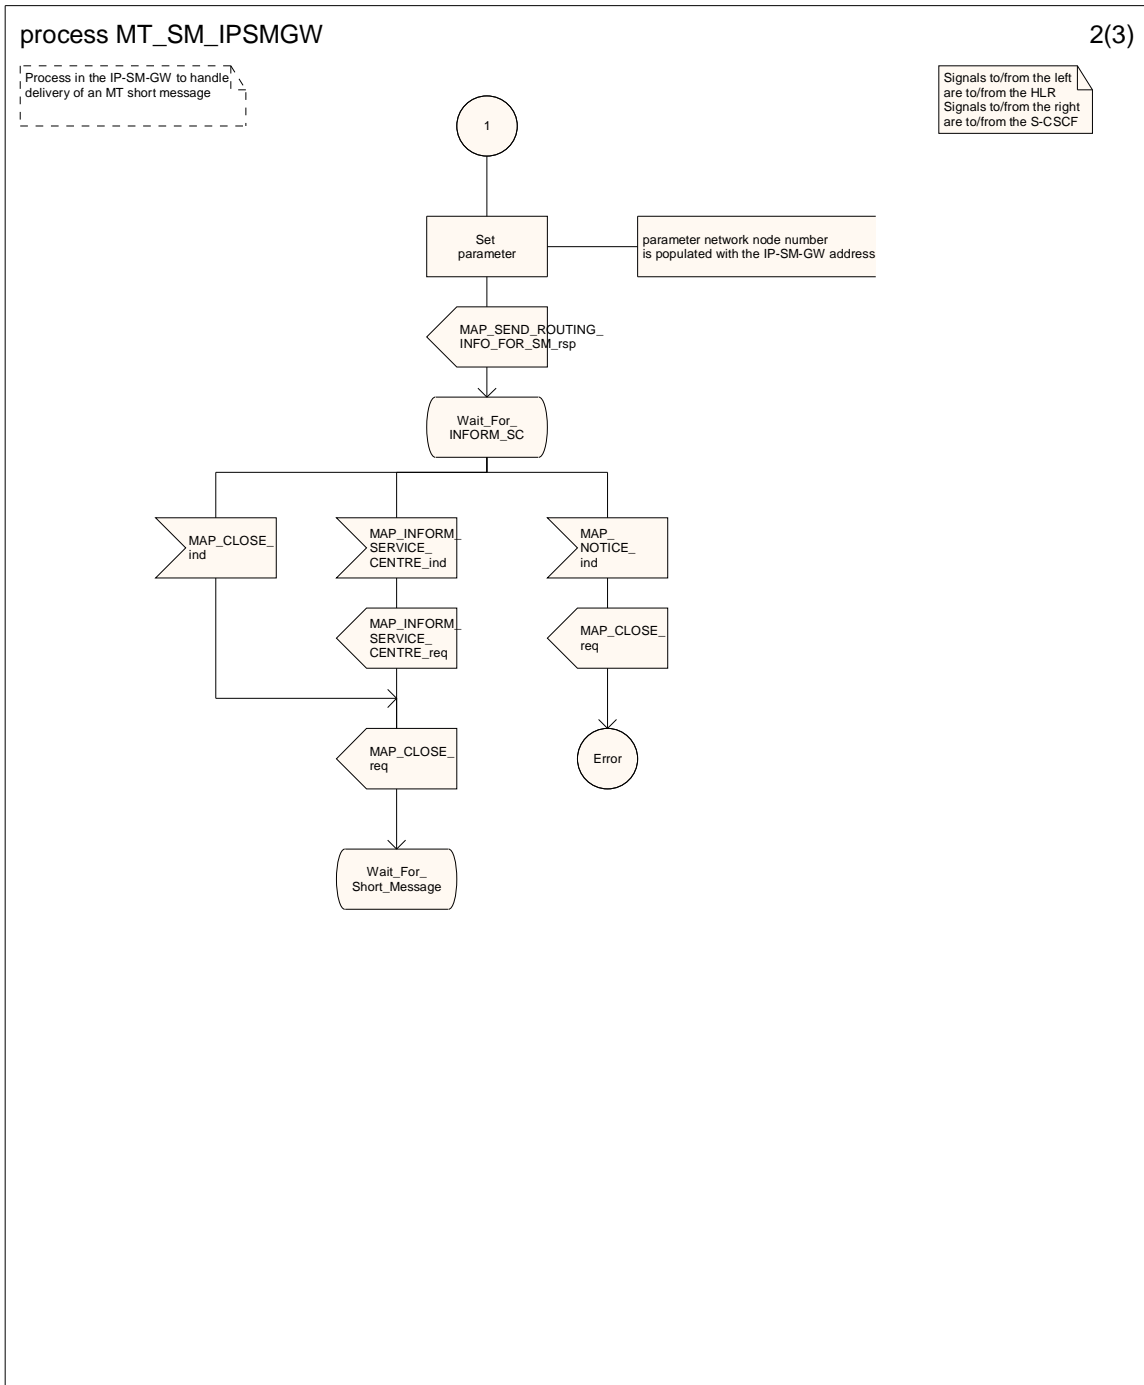 process MT_SM_IPSMGW
2(3)
Process in the IP-SM-GW to handle
delivery of an MT short message
Signals to/from the left
are to/from the HLR
Signals to/from the right
are to/from the S-CSCF
1
Set
parameter
parameter network node number
is populated with the IP-SM-GW address
MAP_SEND_ROUTING_
INFO_FOR_SM_rsp
Wait_For_
INFORM_SC
MAP_CLOSE_
ind
MAP_INFORM_
SERVICE_
CENTRE_ind
MAP_
NOTICE_
ind
MAP_INFORM_
SERVICE_
CENTRE_req
MAP_CLOSE_
req
MAP_CLOSE_
req
Error
Wait_For_
Short_Message